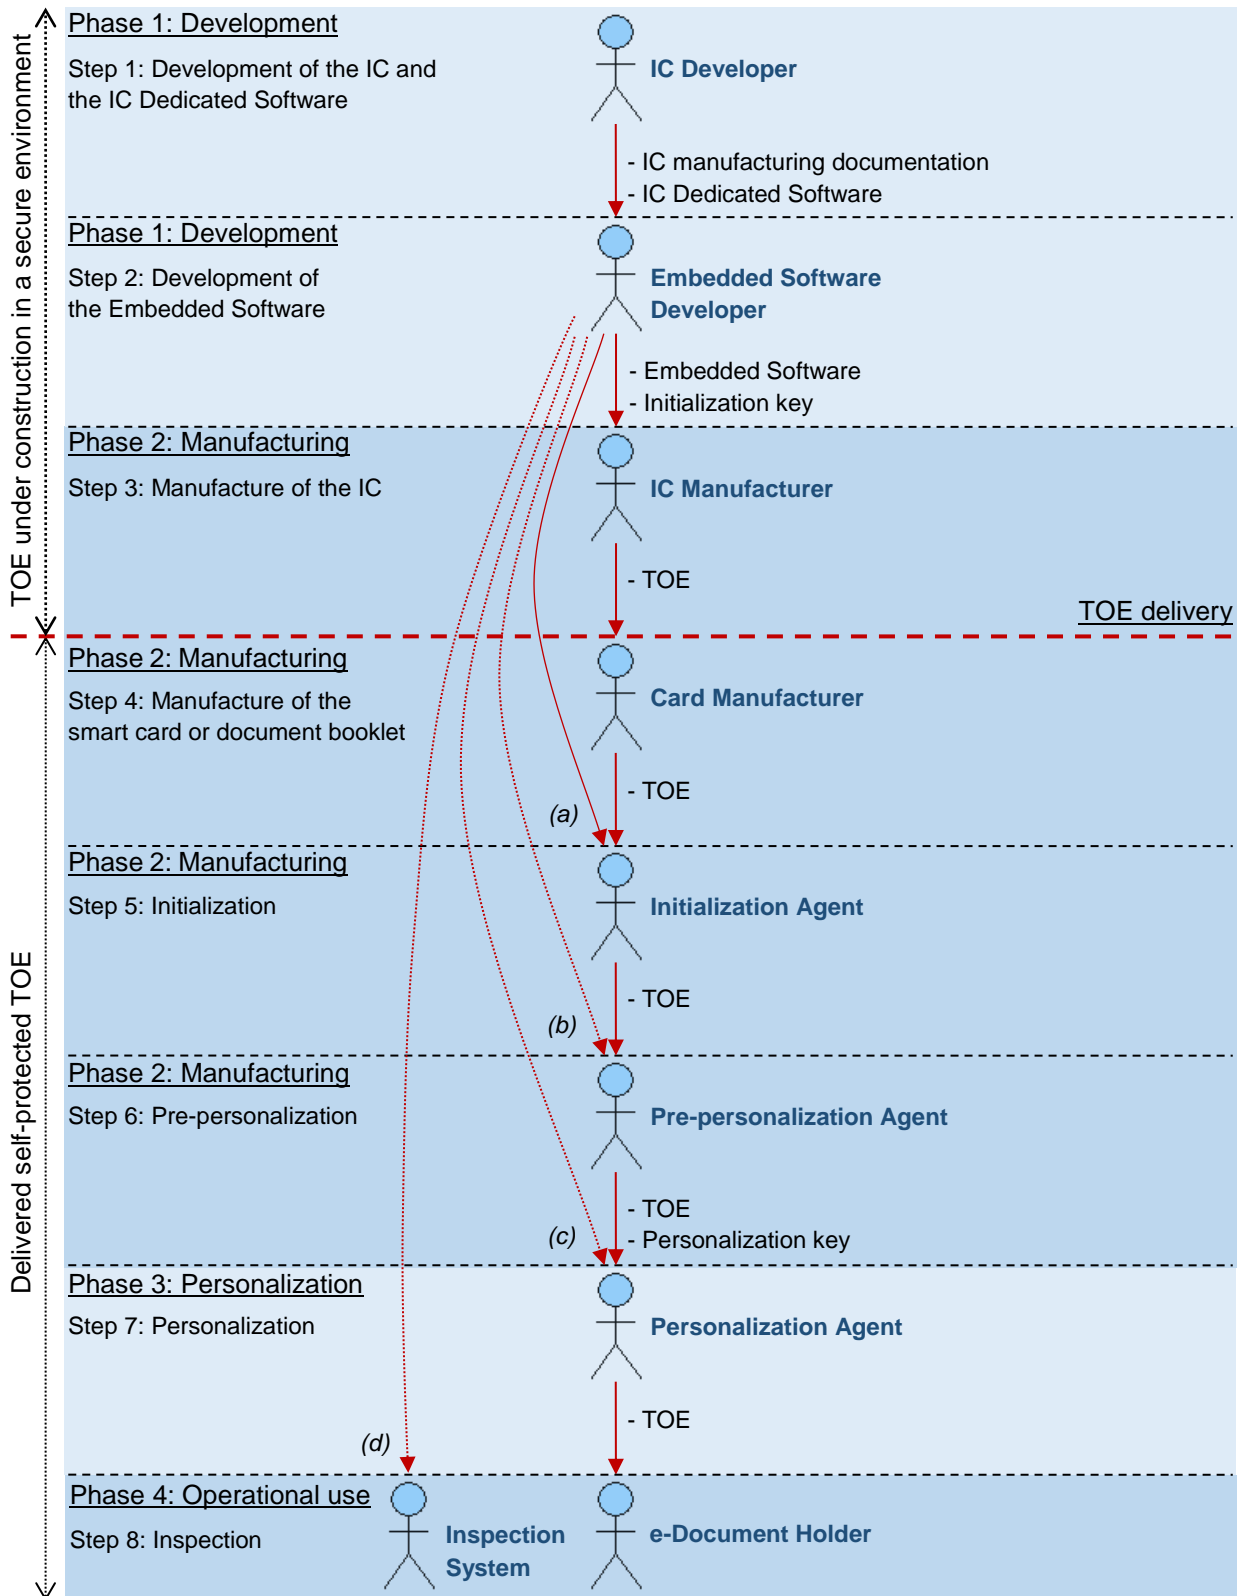 TOE under construction in a secure environment
Phase 1: Development
Step 1: Development of the IC and
the IC Dedicated Software
IC Developer
- IC manufacturing documentation
- IC Dedicated Software
Phase 1: Development
Step 2: Development of
the Embedded Software
Embedded Software
Developer
- Embedded Software
- Initialization key
Phase 2: Manufacturing
Step 3: Manufacture of the IC
IC Manufacturer
- TOE
TOE delivery
Delivered self-protected TOE
Phase 2: Manufacturing
Step 4: Manufacture of the
smart card or document booklet
Card Manufacturer
- TOE
(a)
Phase 2: Manufacturing
Step 5: Initialization
Initialization Agent
- TOE
(b)
Phase 2: Manufacturing
Step 6: Pre-personalization
Pre-personalization Agent
- TOE
- Personalization key
(c)
Phase 3: Personalization
Step 7: Personalization
Personalization Agent
- TOE
(d)
Phase 4: Operational use
Step 8: Inspection
Inspection
System
e-Document Holder